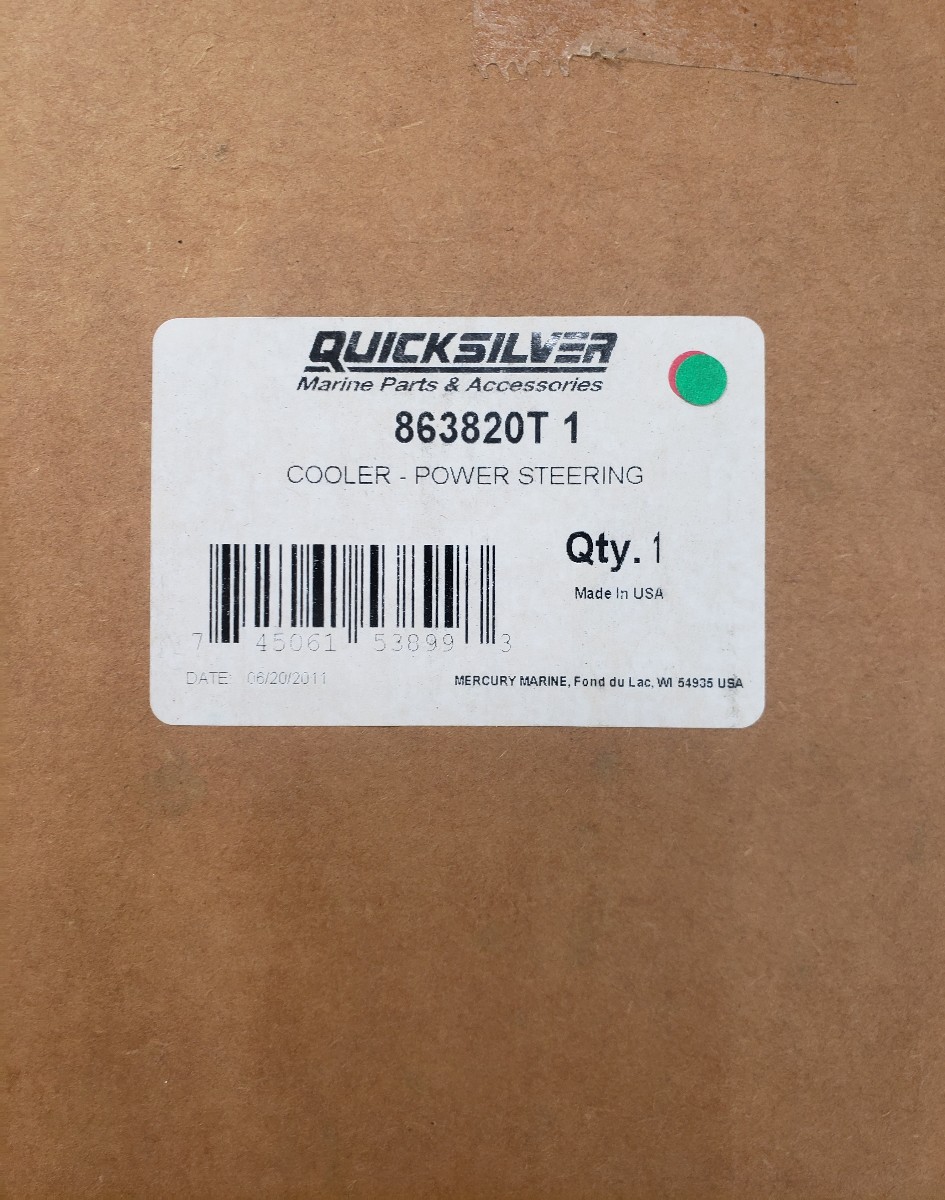 QUICKSILVER
Marine Parts & Accessories
863820T 1
COOLER - POWER STEERING
Qty. 1
Made In USA
7 45061 53899 3
DATE: 06/20/2011
MERCURY MARINE, Fond du Lac, WI 54935 USA